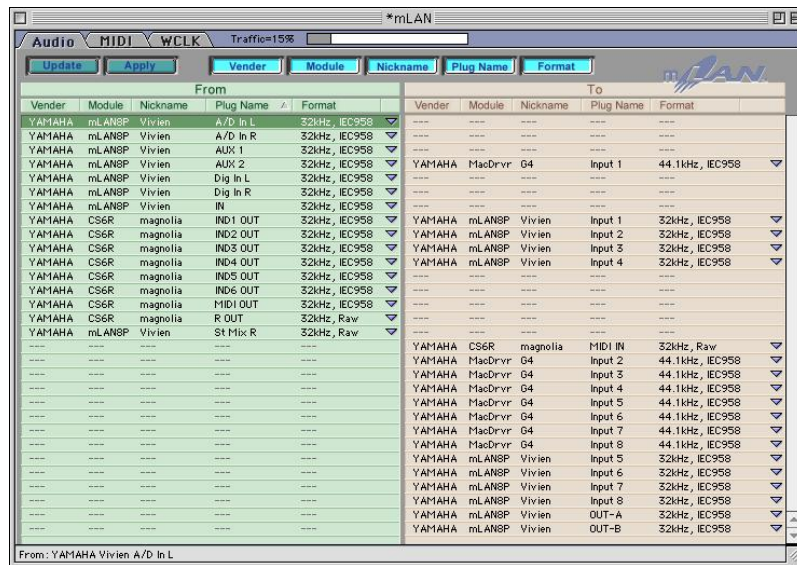 *mLAN
Audio MIDI WCLK Traffic=15%
Update Apply Vender Module Nickname Plug Name Format
mLAN
From To
Vender Module Nickname Plug Name Format Vender Module Nickname Plug Name Format
YAMAHA mLAN8P Vivien A/D In L 32kHz, IEC958 --- --- --- --- ---
YAMAHA mLAN8P Vivien A/D In R 32kHz, IEC958 --- --- --- --- ---
YAMAHA mLAN8P Vivien AUX 1 32kHz, IEC958 --- --- --- --- ---
YAMAHA mLAN8P Vivien AUX 2 32kHz, IEC958 YAMAHA MacDrvr G4 Input 1 44.1kHz, IEC958
YAMAHA mLAN8P Vivien Dig In L 32kHz, IEC958 --- --- --- --- ---
YAMAHA mLAN8P Vivien Dig In R 32kHz, IEC958 --- --- --- --- ---
YAMAHA mLAN8P Vivien IN 32kHz, IEC958 --- --- --- --- ---
YAMAHA CS6R magnolia IND1 OUT 32kHz, IEC958 YAMAHA mLAN8P Vivien Input 1 32kHz, IEC958
YAMAHA CS6R magnolia IND2 OUT 32kHz, IEC958 YAMAHA mLAN8P Vivien Input 2 32kHz, IEC958
YAMAHA CS6R magnolia IND3 OUT 32kHz, IEC958 YAMAHA mLAN8P Vivien Input 3 32kHz, IEC958
YAMAHA CS6R magnolia IND4 OUT 32kHz, IEC958 YAMAHA mLAN8P Vivien Input 4 32kHz, IEC958
YAMAHA CS6R magnolia IND5 OUT 32kHz, IEC958 --- --- --- --- ---
YAMAHA CS6R magnolia IND6 OUT 32kHz, IEC958 --- --- --- --- ---
YAMAHA CS6R magnolia MIDI OUT 32kHz, Raw --- --- --- --- ---
YAMAHA CS6R magnolia R OUT 32kHz, Raw --- --- --- --- ---
YAMAHA mLAN8P Vivien St Mix R 32kHz, Raw --- --- --- --- ---
--- --- --- --- --- YAMAHA CS6R magnolia MIDI IN 32kHz, Raw
--- --- --- --- --- YAMAHA MacDrvr G4 Input 2 44.1kHz, IEC958
--- --- --- --- --- YAMAHA MacDrvr G4 Input 3 44.1kHz, IEC958
--- --- --- --- --- YAMAHA MacDrvr G4 Input 4 44.1kHz, IEC958
--- --- --- --- --- YAMAHA MacDrvr G4 Input 5 44.1kHz, IEC958
--- --- --- --- --- YAMAHA MacDrvr G4 Input 6 44.1kHz, IEC958
--- --- --- --- --- YAMAHA MacDrvr G4 Input 7 44.1kHz, IEC958
--- --- --- --- --- YAMAHA MacDrvr G4 Input 8 44.1kHz, IEC958
--- --- --- --- --- YAMAHA mLAN8P Vivien Input 5 32kHz, IEC958
--- --- --- --- --- YAMAHA mLAN8P Vivien Input 6 32kHz, IEC958
--- --- --- --- --- YAMAHA mLAN8P Vivien Input 7 32kHz, IEC958
--- --- --- --- --- YAMAHA mLAN8P Vivien Input 8 32kHz, IEC958
--- --- --- --- --- YAMAHA mLAN8P Vivien OUT-A 32kHz, IEC958
--- --- --- --- --- YAMAHA mLAN8P Vivien OUT-B 32kHz, IEC958
From: YAMAHA Vivien A/D In L